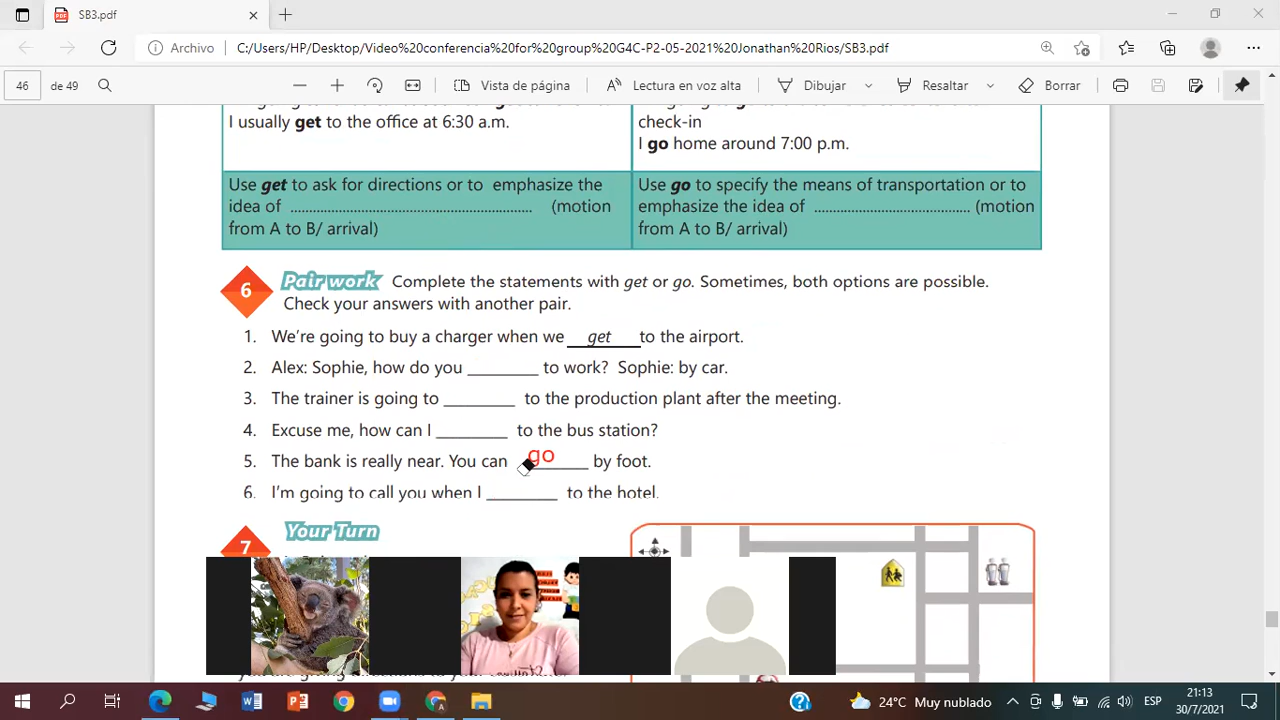 SB3.pdf
Archivo C:/Users/HP/Desktop/Video%20conferencia%20for%20group%20G4C-P2-05-2021%20Jonathan%20Rios/SB3.pdf
46 de 49 Vista de página Lectura en voz alta Dibujar Resaltar Borrar
I usually get to the office at 6:30 a.m.
check-in
I go home around 7:00 p.m.
Use get to ask for directions or to emphasize the
idea of ...................................................... (motion
from A to B/ arrival)
Use go to specify the means of transportation or to
emphasize the idea of ................................... (motion
from A to B/ arrival)
6 Pair work Complete the statements with get or go. Sometimes, both options are possible.
Check your answers with another pair.
1. We're going to buy a charger when we get to the airport.
2. Alex: Sophie, how do you ________ to work? Sophie: by car.
3. The trainer is going to ________ to the production plant after the meeting.
4. Excuse me, how can I ________ to the bus station?
5. The bank is really near. You can go by foot.
6. I'm going to call you when I ________ to the hotel.
7 Your Turn
24°C Muy nublado
ESP
21:13
30/7/2021